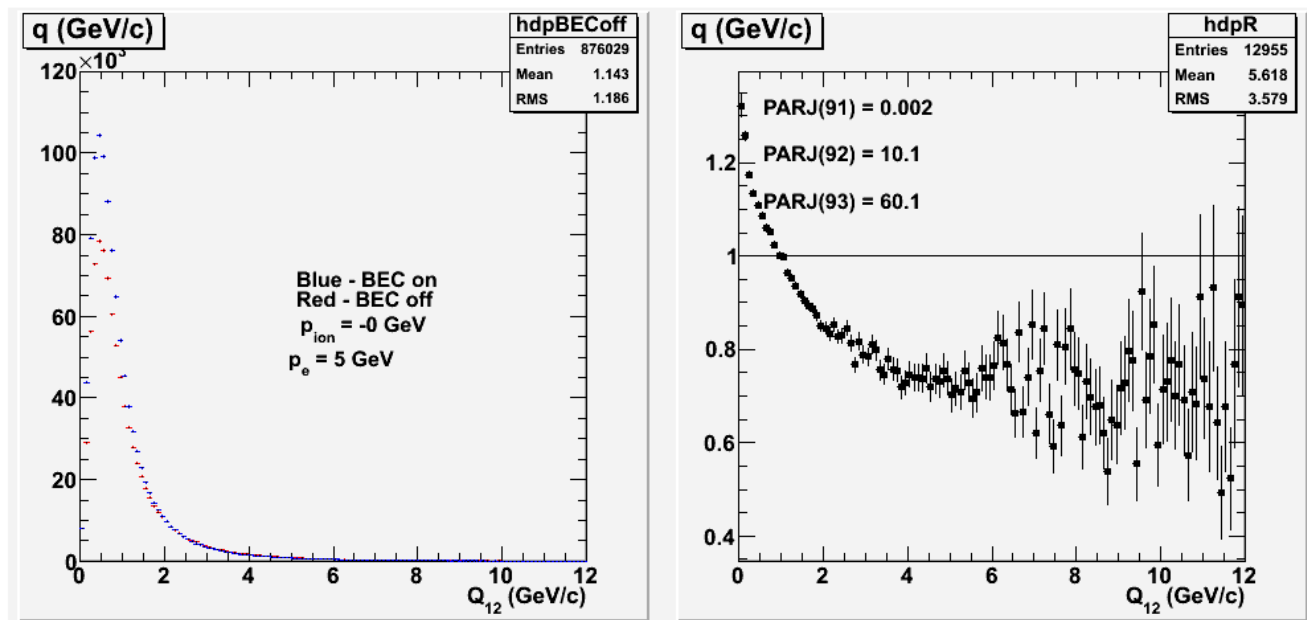 q (GeV/c)
hdpBECoff
Entries 876029
Mean 1.143
RMS 1.186
×10³
120
100
80
60
40
20
0
Blue - BEC on
Red - BEC off
p_ion = -0 GeV
p_e = 5 GeV
0 2 4 6 8 10 12
Q_12 (GeV/c)
q (GeV/c)
hdpR
Entries 12955
Mean 5.618
RMS 3.579
PARJ(91) = 0.002
PARJ(92) = 10.1
PARJ(93) = 60.1
1.2
1
0.8
0.6
0.4
0 2 4 6 8 10 12
Q_12 (GeV/c)